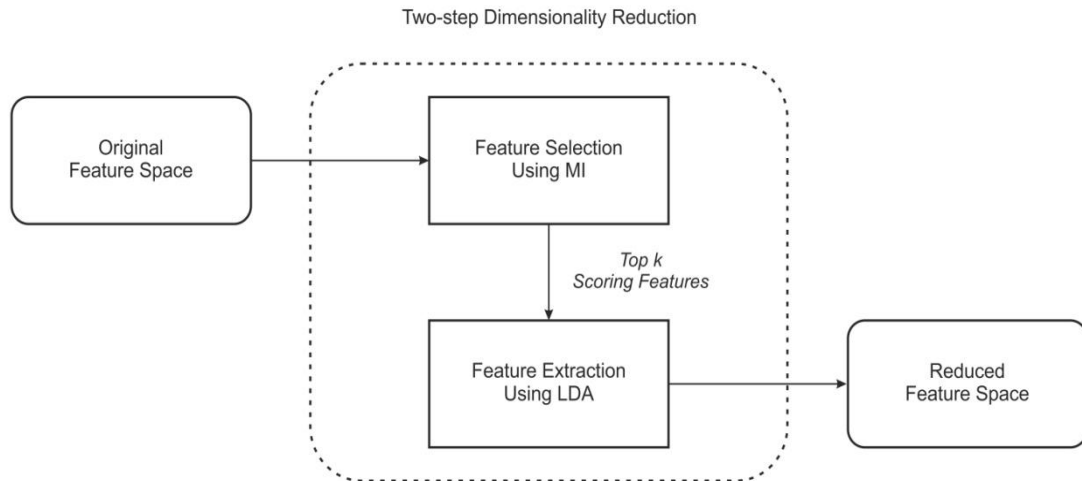 Two-step Dimensionality Reduction
Original
Feature Space
Feature Selection
Using MI
Top k
Scoring Features
Feature Extraction
Using LDA
Reduced
Feature Space